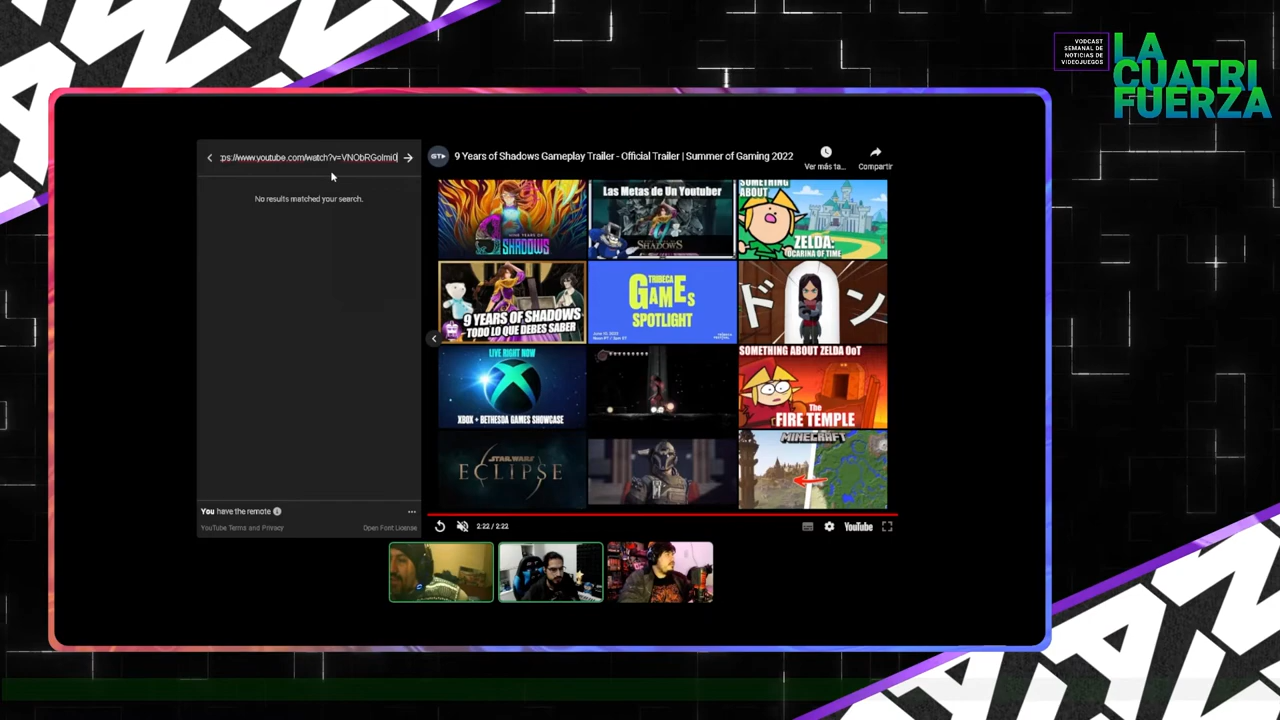 VODCAST
SEMANAL DE
NOTICIAS DE
VIDEOJUEGOS
LA
CUATRI
FUERZA
ps://www.youtube.com/watch?v=VNObRGoImi0
No results matched your search.
GT
9 Years of Shadows Gameplay Trailer - Official Trailer | Summer of Gaming 2022
Ver más ta...
Compartir
NINE YEARS OF
SHADOWS
Las Metas de Un Youtuber
SHADOWS
SOMETHING
ABOUT
ZELDA:
OCARINA OF TIME
9 YEARS OF SHADOWS
TODO LO QUE DEBES SABER
TRIBECA
GAMES
SPOTLIGHT
ド
ン
LIVE RIGHT NOW
XBOX + BETHESDA GAMES SHOWCASE
SOMETHING ABOUT ZELDA OoT
The
FIRE TEMPLE
STAR WARS
ECLIPSE
MINECRAFT
You have the remote
YouTube Terms and Privacy
Open Font License
2:22 / 2:22
YouTube